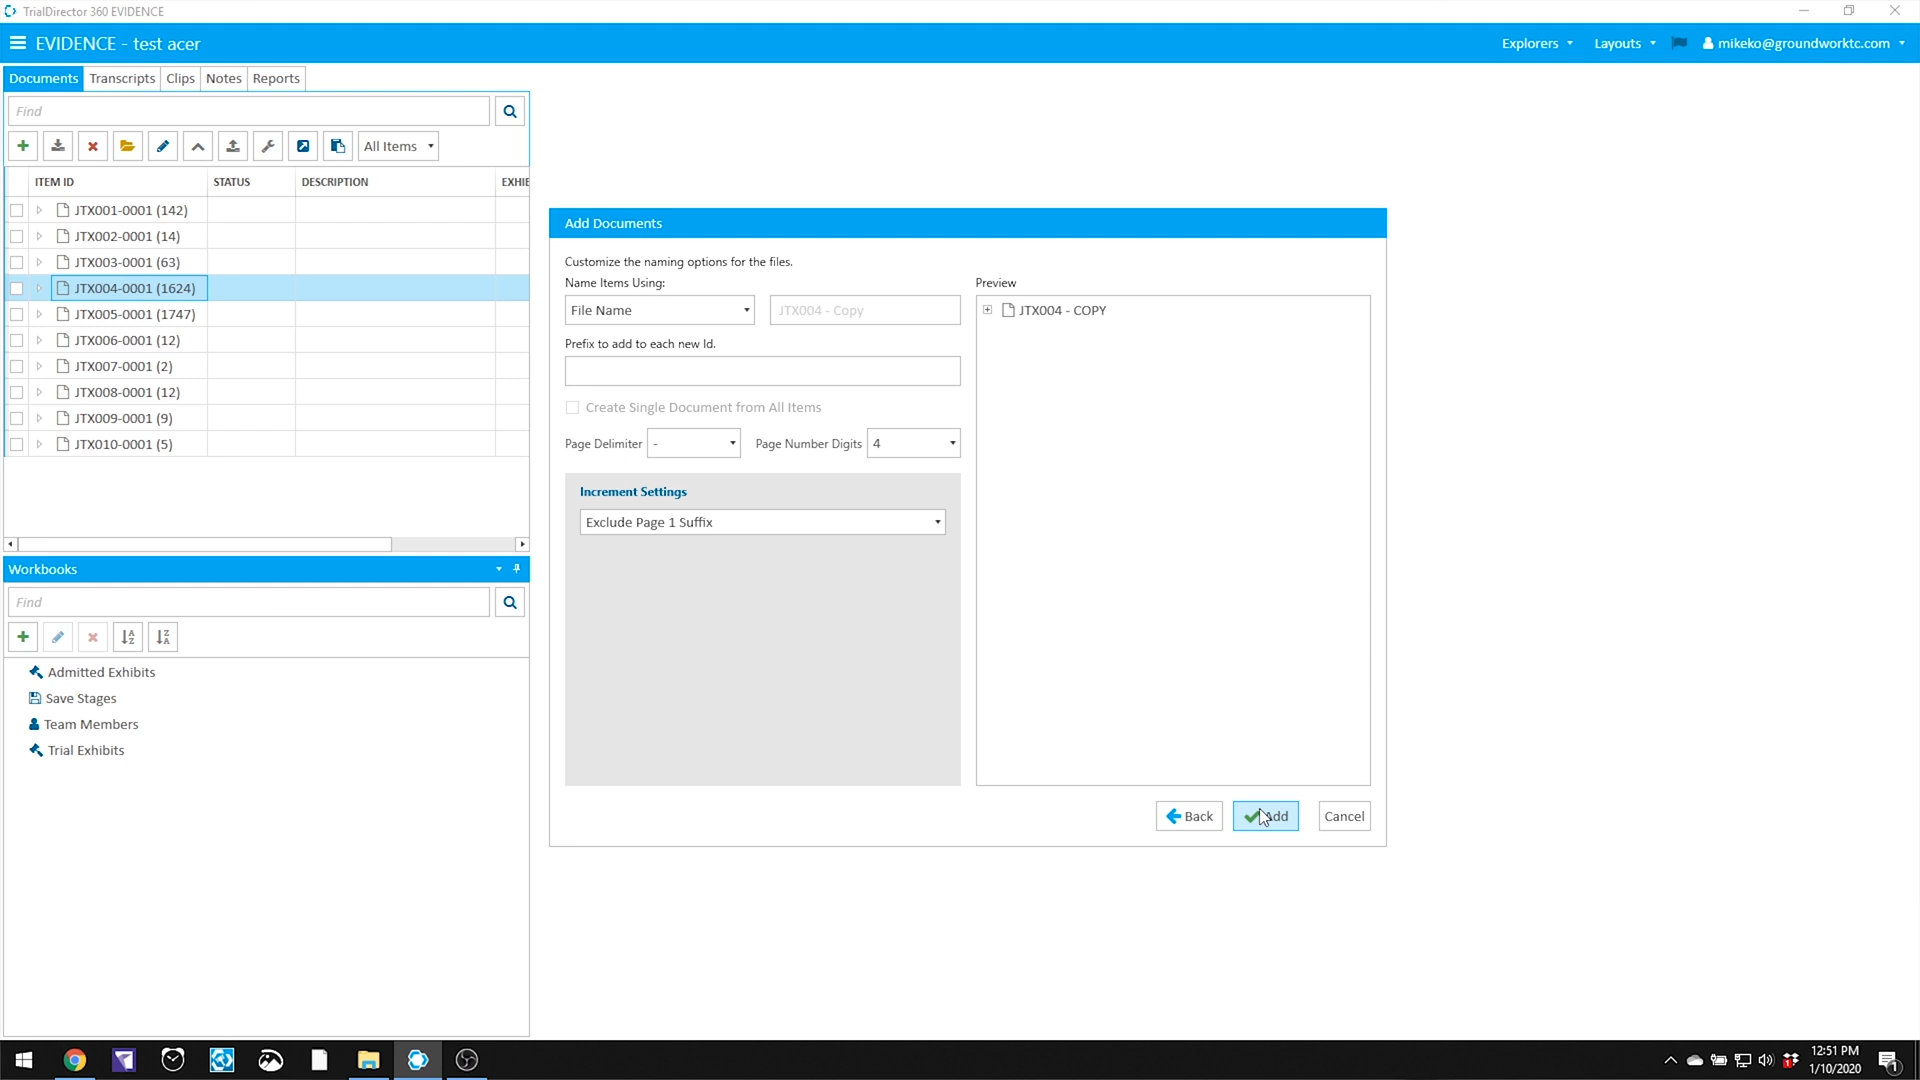 TrialDirector 360 EVIDENCE
EVIDENCE - test acer
Explorers
Layouts
mikeko@groundworktc.com
Documents
Transcripts
Clips
Notes
Reports
Find
All Items
ITEM ID
STATUS
DESCRIPTION
EXHIE
JTX001-0001 (142)
JTX002-0001 (14)
JTX003-0001 (63)
JTX004-0001 (1624)
JTX005-0001 (1747)
JTX006-0001 (12)
JTX007-0001 (2)
JTX008-0001 (12)
JTX009-0001 (9)
JTX010-0001 (5)
Workbooks
Find
Admitted Exhibits
Save Stages
Team Members
Trial Exhibits
Add Documents
Customize the naming options for the files.
Name Items Using:
File Name
JTX004 - Copy
Prefix to add to each new Id.
Create Single Document from All Items
Page Delimiter
-
Page Number Digits
4
Increment Settings
Exclude Page 1 Suffix
Preview
JTX004 - COPY
Back
Add
Cancel
12:51 PM
1/10/2020
1